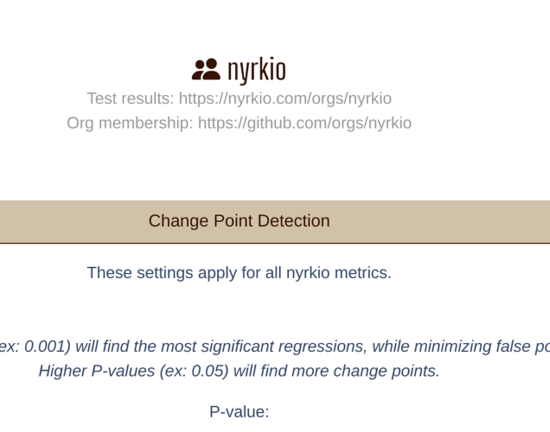 nyrkio
Test results: https://nyrkio.com/orgs/nyrkio
Org membership: https://github.com/orgs/nyrkio
Change Point Detection
These settings apply for all nyrkio metrics.
ex: 0.001) will find the most significant regressions, while minimizing false
Higher P-values (ex: 0.05) will find more change points.
P-value: